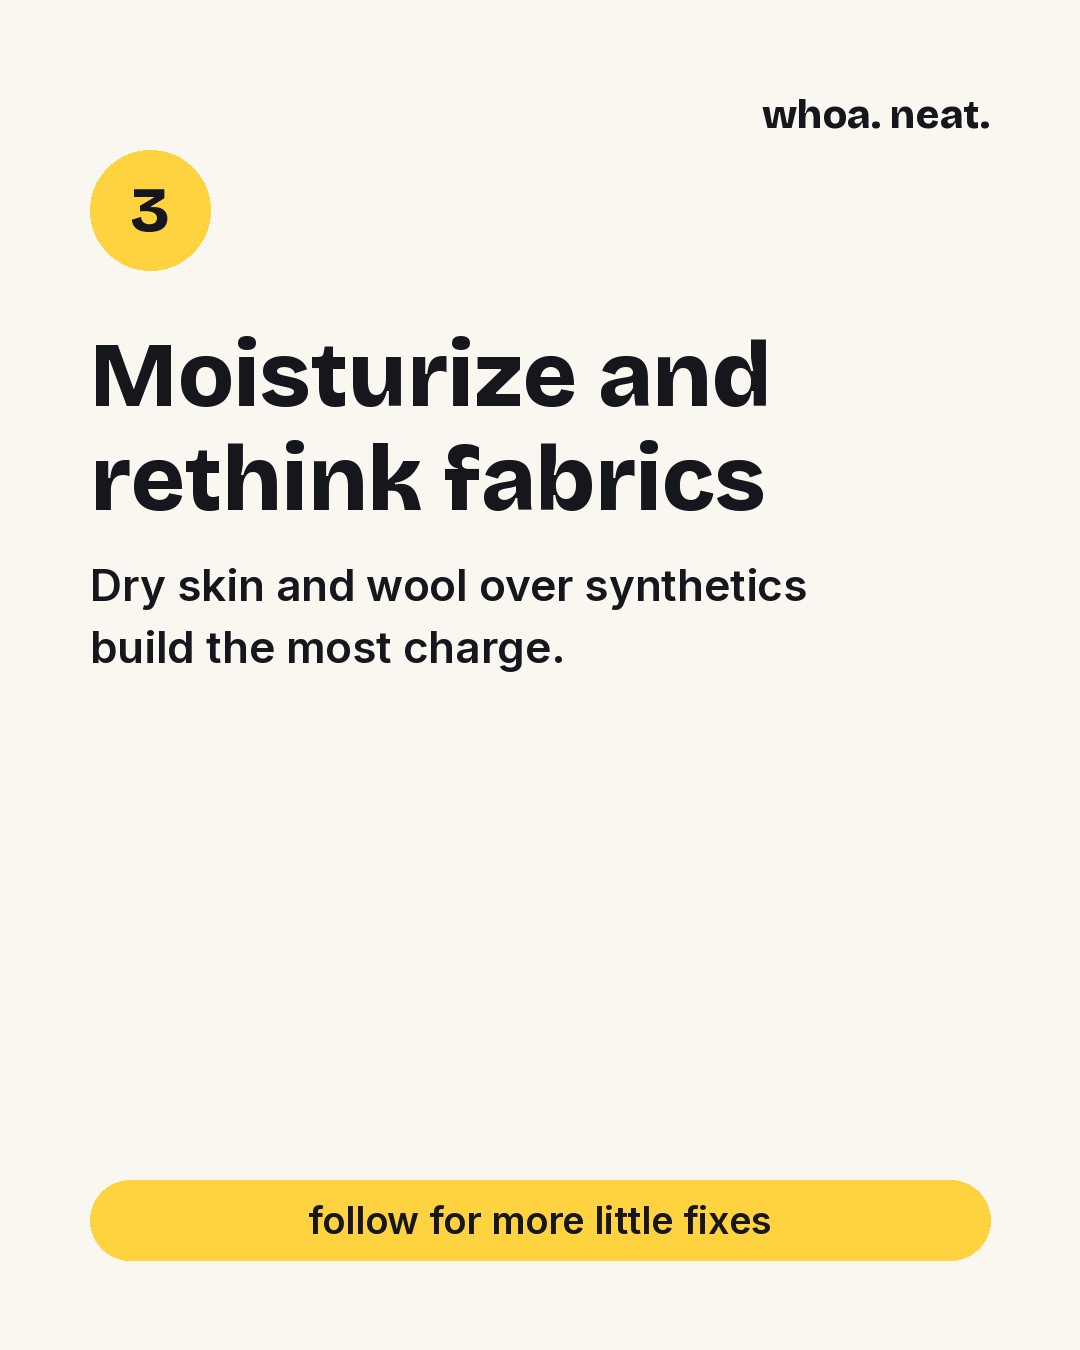 whoa. neat.
3
Moisturize and
rethink fabrics
Dry skin and wool over synthetics
build the most charge.
follow for more little fixes